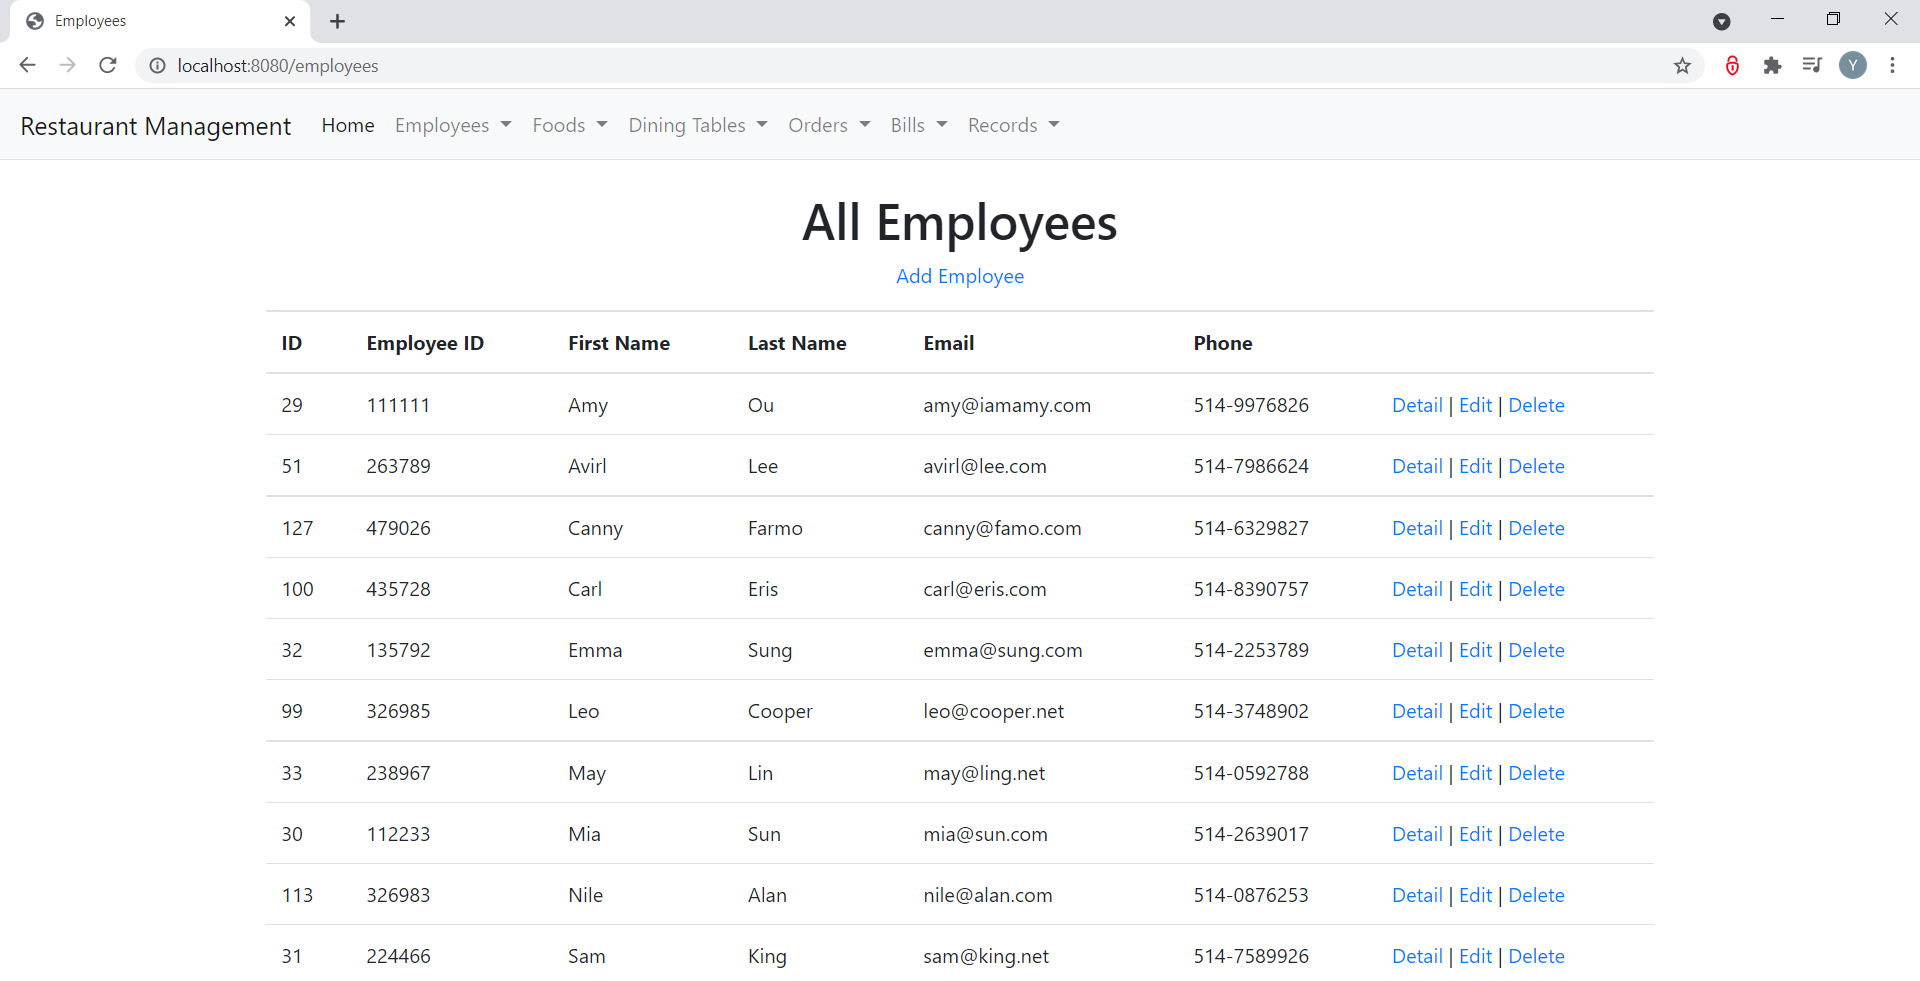 Employees
localhost:8080/employees
Y
Restaurant Management Home Employees Foods Dining Tables Orders Bills Records
All Employees
Add Employee
ID Employee ID First Name Last Name Email Phone
29 111111 Amy Ou amy@iamamy.com 514-9976826 Detail | Edit | Delete
51 263789 Avirl Lee avirl@lee.com 514-7986624 Detail | Edit | Delete
127 479026 Canny Farmo canny@famo.com 514-6329827 Detail | Edit | Delete
100 435728 Carl Eris carl@eris.com 514-8390757 Detail | Edit | Delete
32 135792 Emma Sung emma@sung.com 514-2253789 Detail | Edit | Delete
99 326985 Leo Cooper leo@cooper.net 514-3748902 Detail | Edit | Delete
33 238967 May Lin may@ling.net 514-0592788 Detail | Edit | Delete
30 112233 Mia Sun mia@sun.com 514-2639017 Detail | Edit | Delete
113 326983 Nile Alan nile@alan.com 514-0876253 Detail | Edit | Delete
31 224466 Sam King sam@king.net 514-7589926 Detail | Edit | Delete